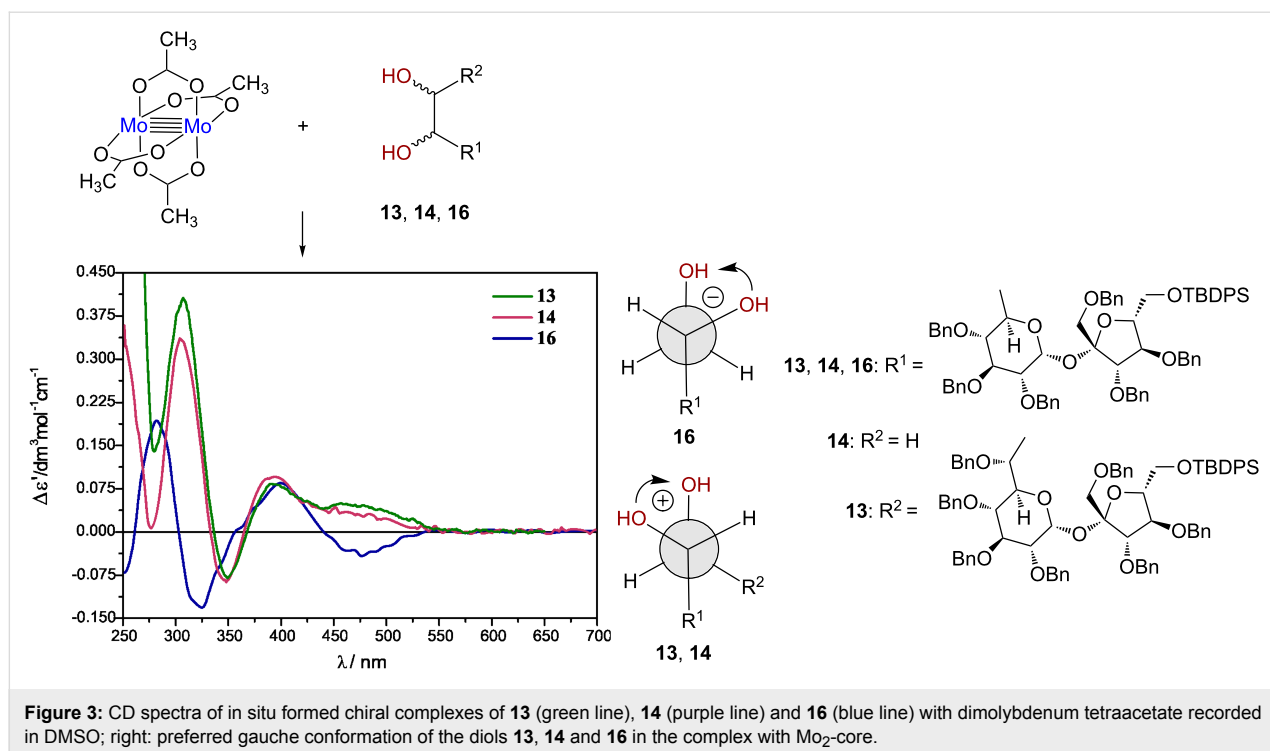 CH₃
O O CH₃
O O
Mo Mo
O O
H₃C O O
CH₃
+
HO R²
HO R¹
13, 14, 16
0.450
0.375
0.300
0.225
0.150
0.075
0.000
-0.075
-0.150
Δε'/dm³mol⁻¹cm⁻¹
250 300 350 400 450 500 550 600 650 700
λ / nm
13
14
16
OH
H − OH
H H
R¹
16
OH
+
HO H
H R²
R¹
13, 14
13, 14, 16: R¹ =
OBn OTBDPS
BnO O O
H
BnO O OBn
OBn OBn
14: R² = H
13: R² =
BnO OBn OTBDPS
BnO O O
H
BnO O OBn
OBn OBn
Figure 3: CD spectra of in situ formed chiral complexes of 13 (green line), 14 (purple line) and 16 (blue line) with dimolybdenum tetraacetate recorded
in DMSO; right: preferred gauche conformation of the diols 13, 14 and 16 in the complex with Mo₂-core.